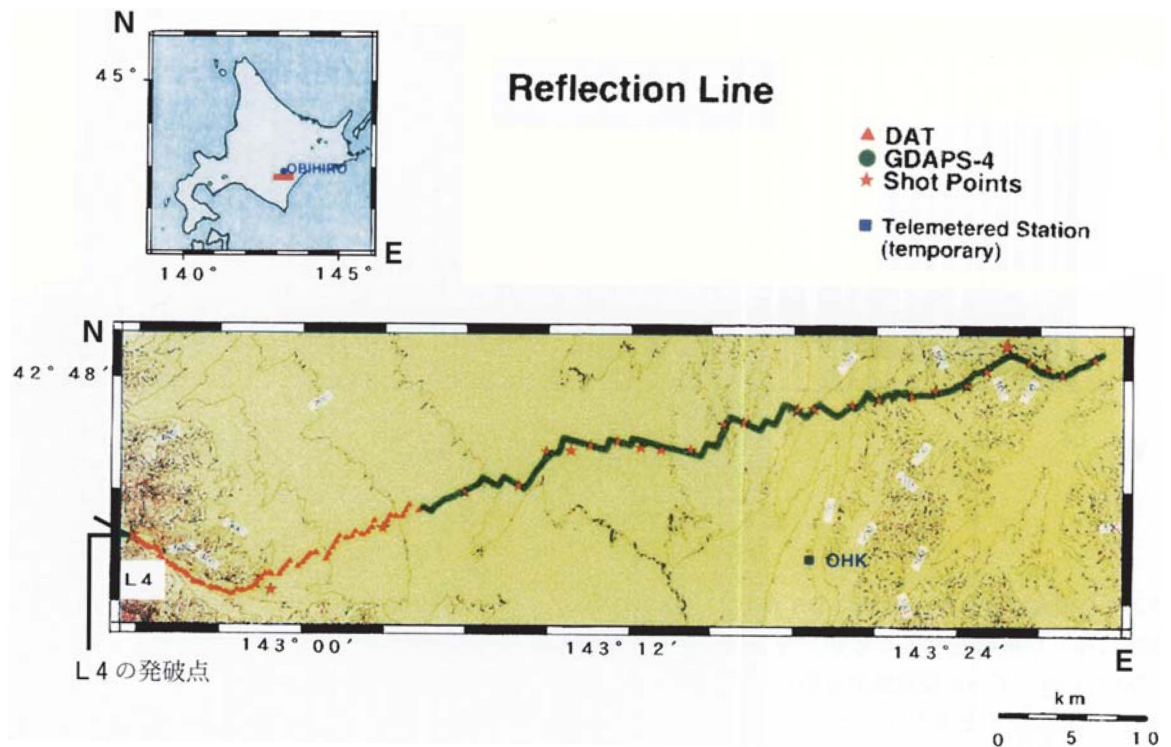 N
45°
OBIHIRO
E
140° 145°
Reflection Line
DAT
GDAPS-4
Shot Points
Telemetered Station
(temporary)
N
42° 48′
OHK
L4
143° 00′ 143° 12′ 143° 24′
E
L4の発破点
km
0 5 10